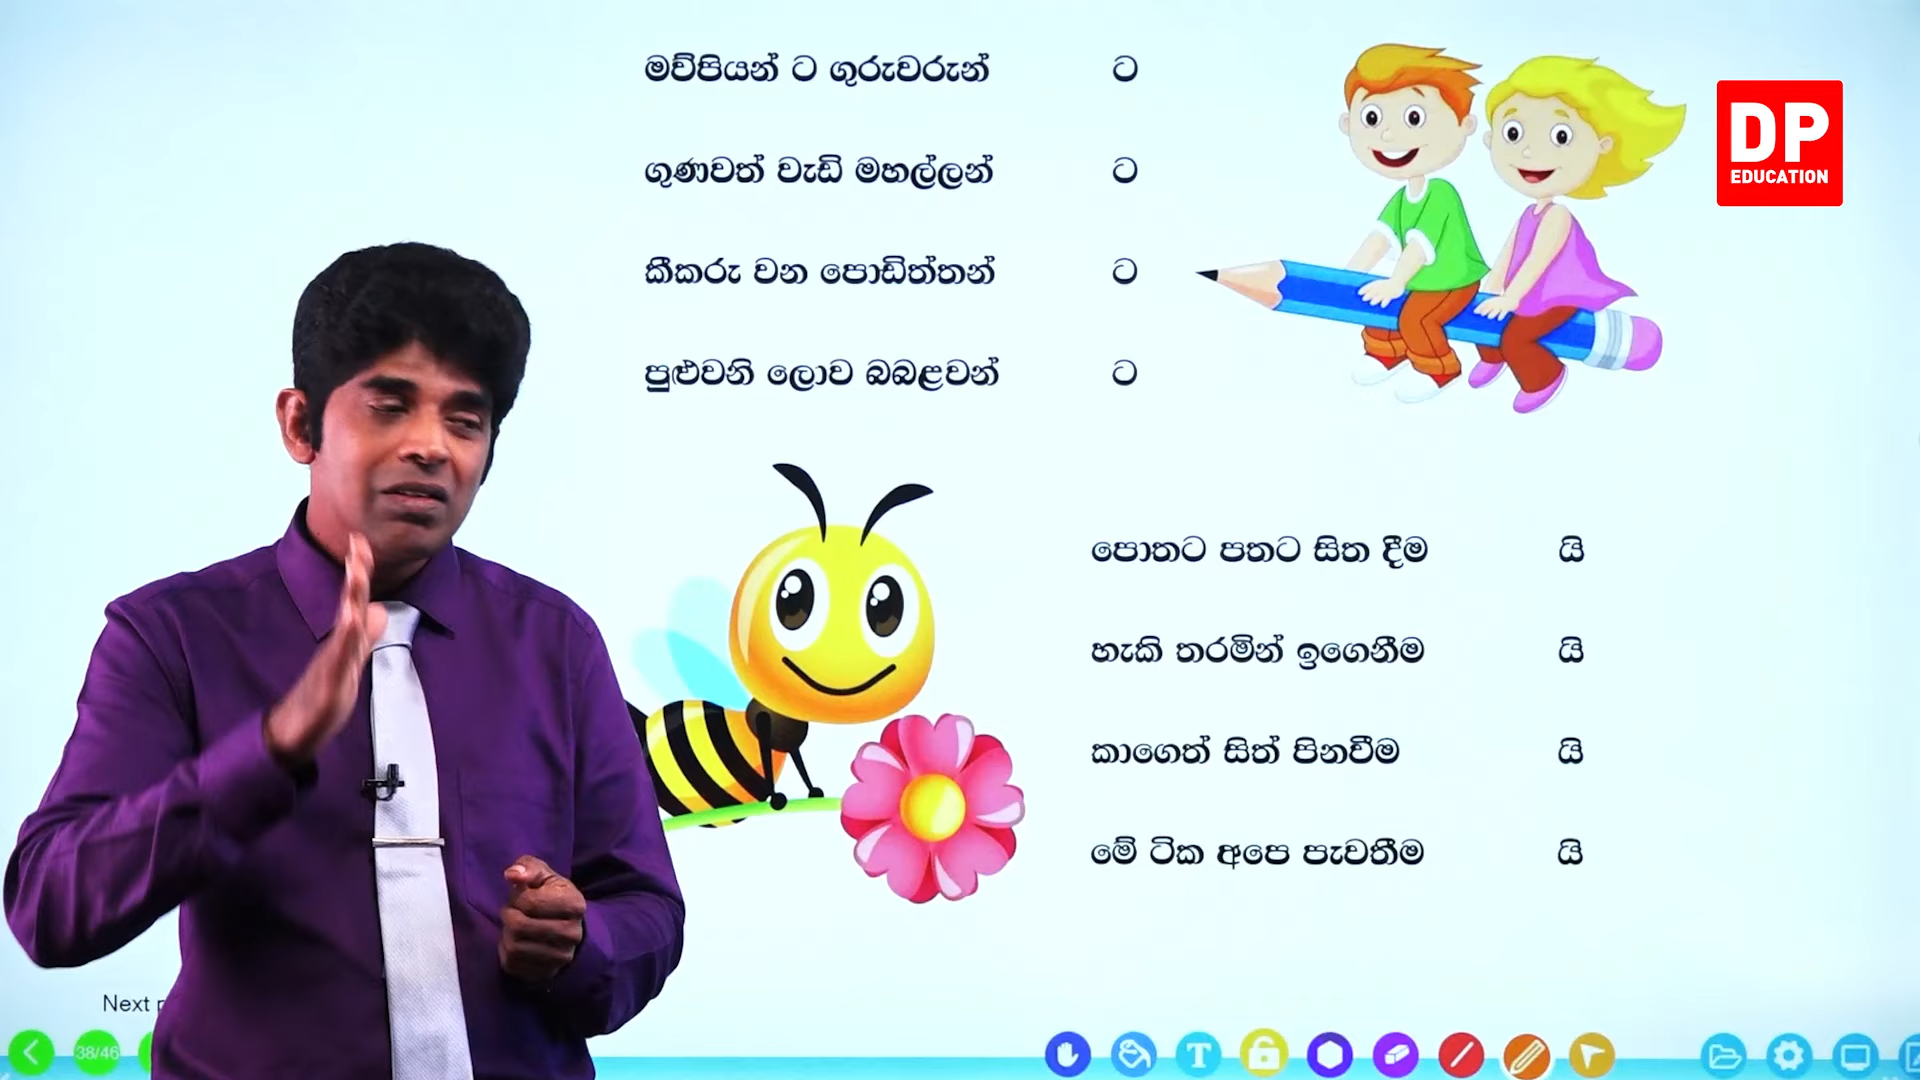 මව්පියන් ට ගුරුවරුන් ට
ගුණවත් වැඩි මහල්ලන් ට
කීකරු වන පොඩිත්තන් ට
පුළුවනි ලොව බබළවන් ට
DP
EDUCATION
පොතට පතට සිත දීම යි
හැකි තරමින් ඉගෙනීම යි
කාගෙත් සිත් පිනවීම යි
මේ ටික අපෙ පැවතීම යි
Next
38/46
T